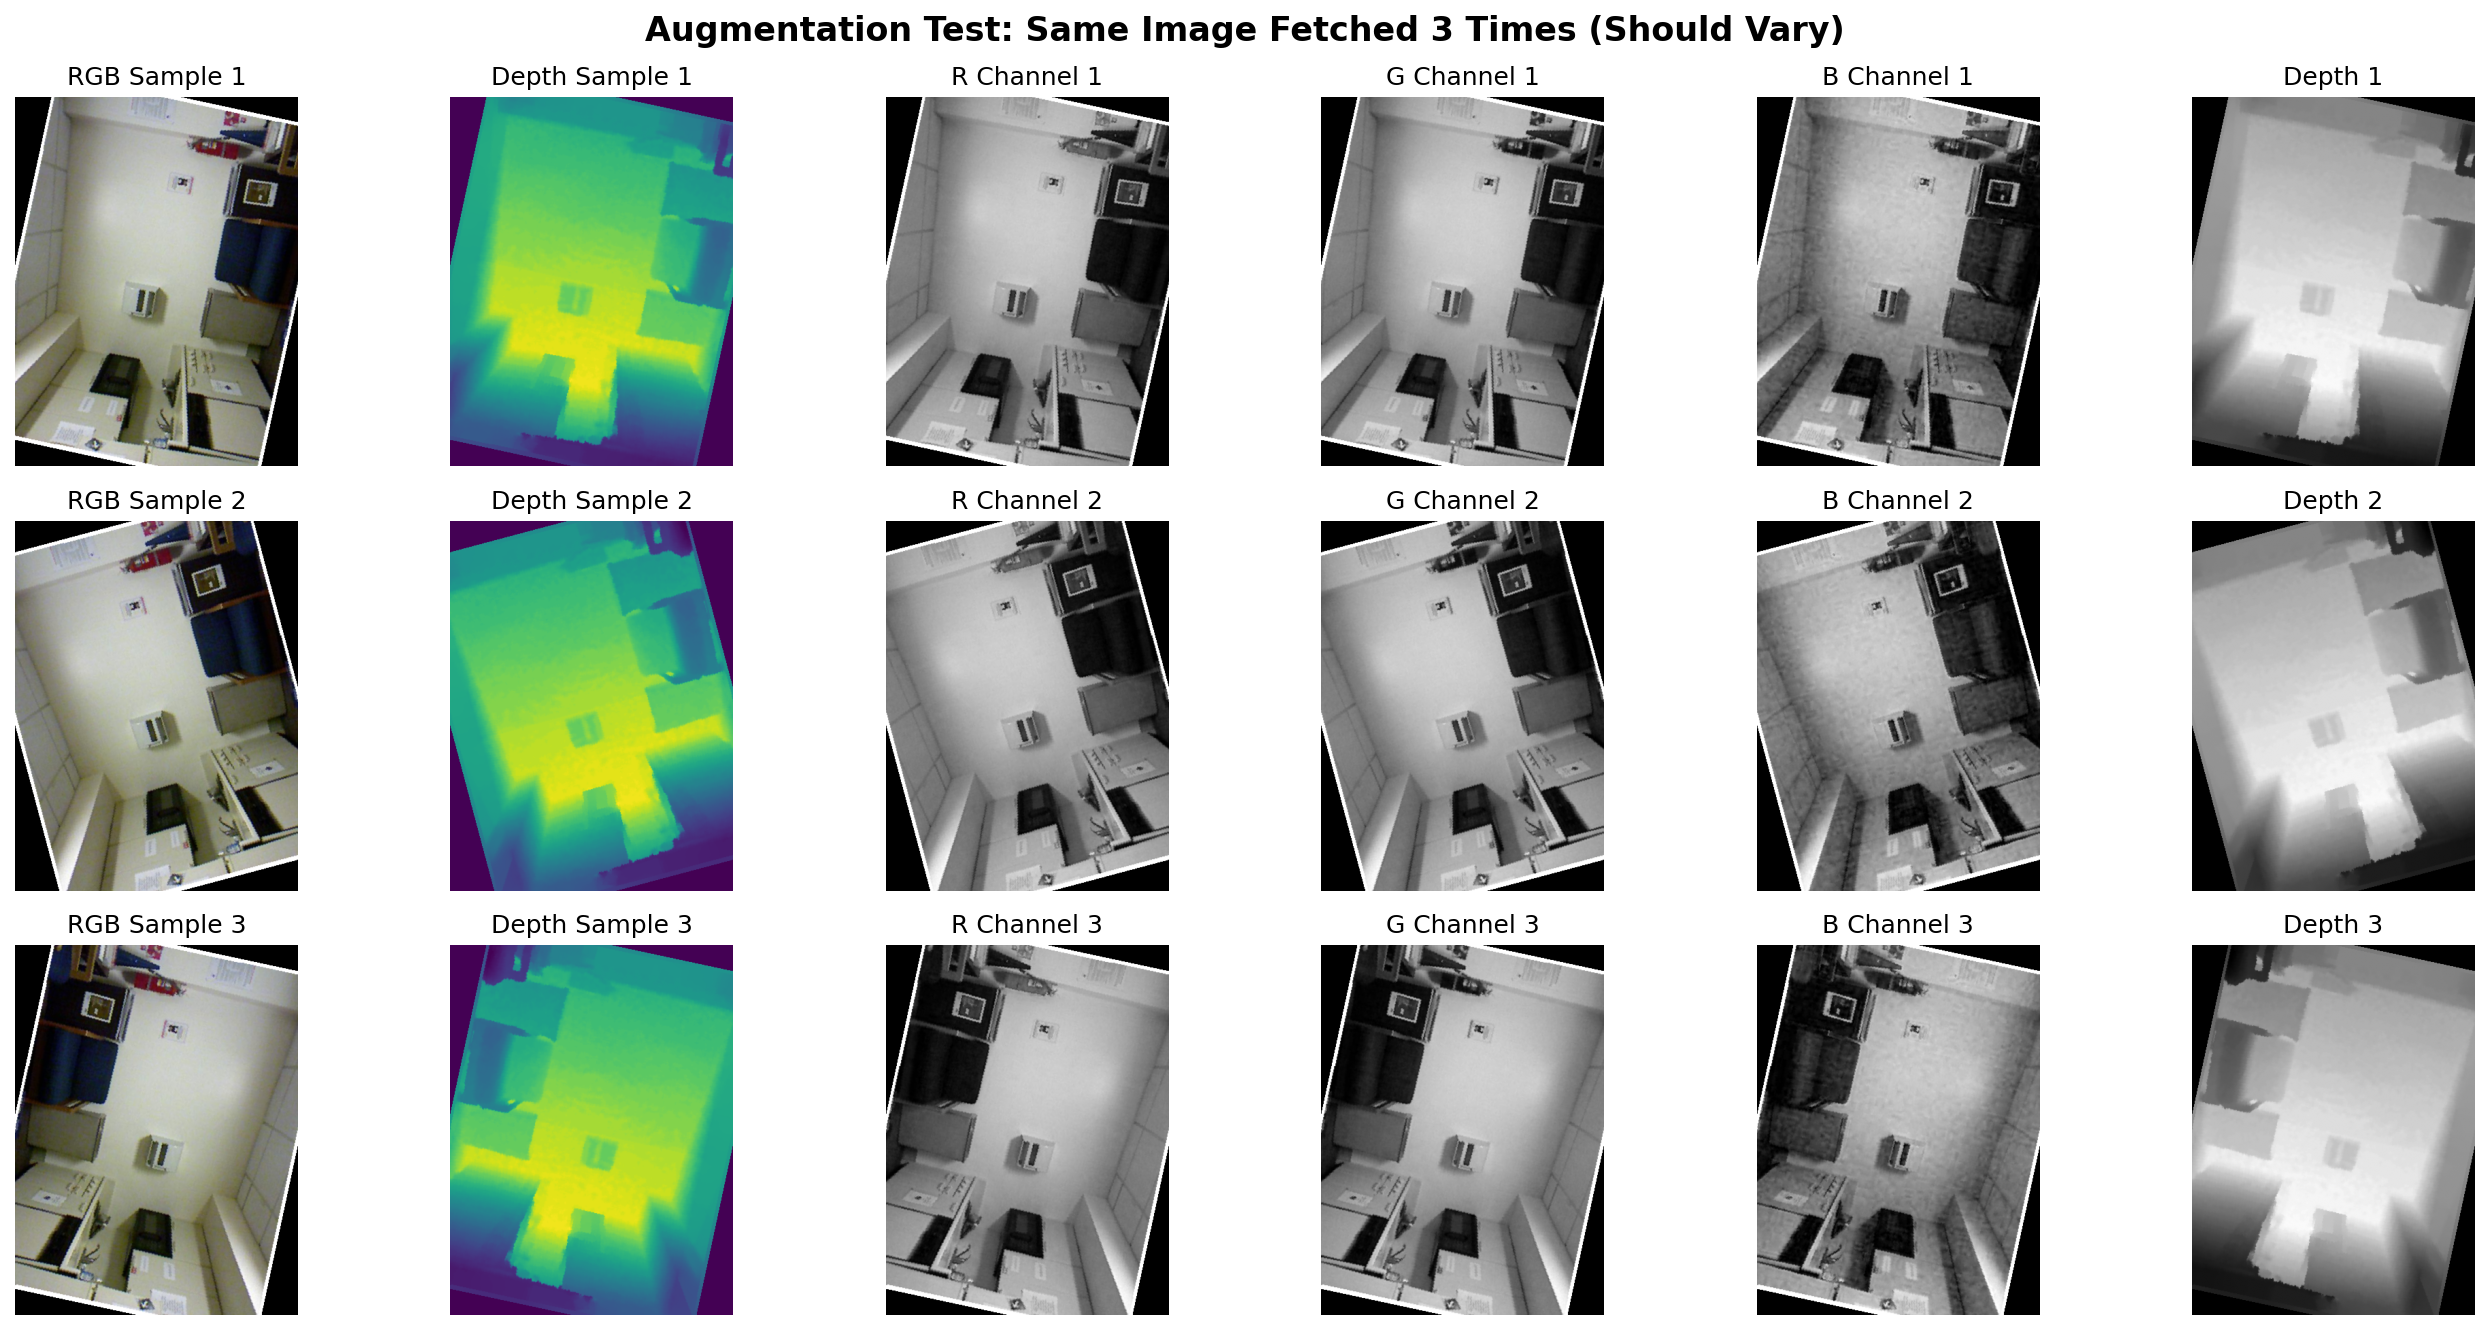 Augmentation Test: Same Image Fetched 3 Times (Should Vary)
RGB Sample 1
Depth Sample 1
R Channel 1
G Channel 1
B Channel 1
Depth 1
RGB Sample 2
Depth Sample 2
R Channel 2
G Channel 2
B Channel 2
Depth 2
RGB Sample 3
Depth Sample 3
R Channel 3
G Channel 3
B Channel 3
Depth 3